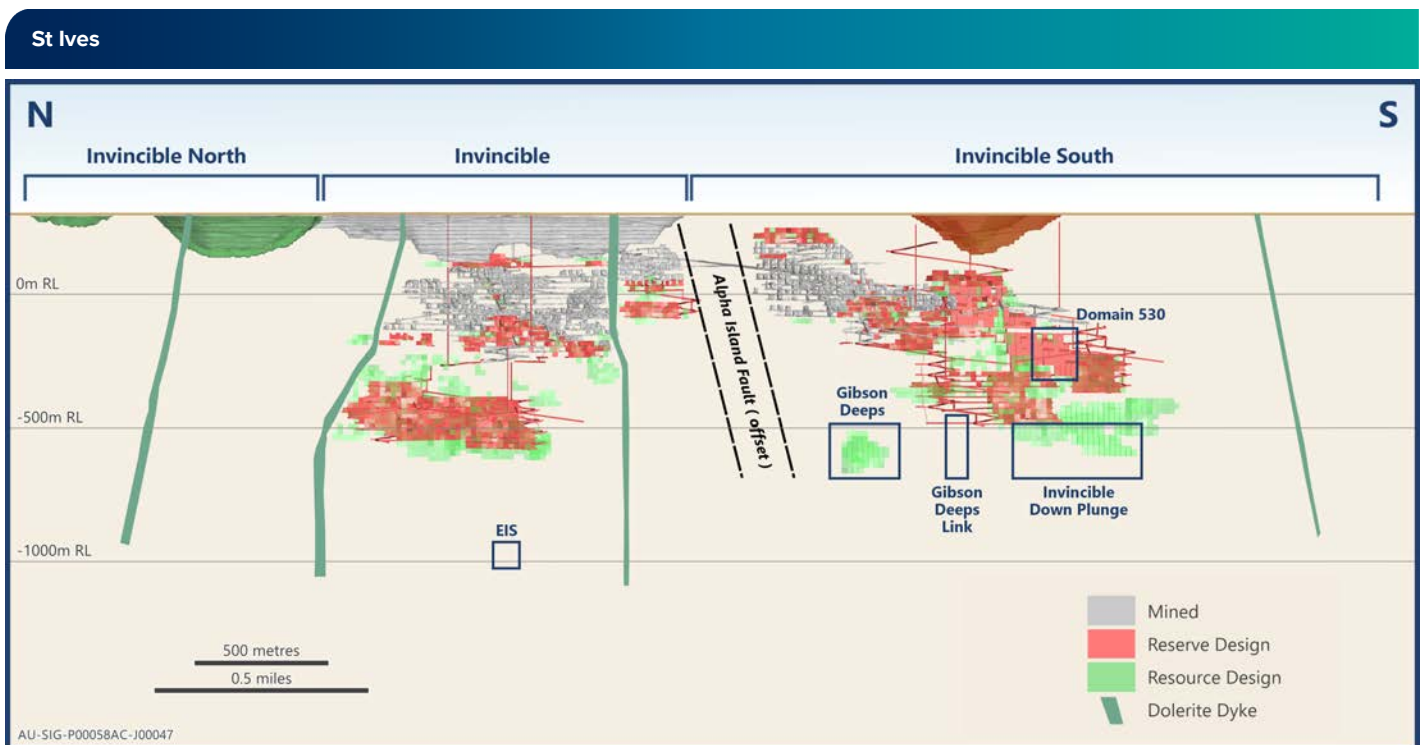 St Ives
N
S
Invincible North
Invincible
Invincible South
0m RL
Alpha Island Fault ( offset )
Domain 530
Gibson
Deeps
-500m RL
Gibson
Deeps
Link
Invincible
Down Plunge
EIS
-1000m RL
500 metres
0.5 miles
Mined
Reserve Design
Resource Design
Dolerite Dyke
AU-SIG-P00058AC-J00047